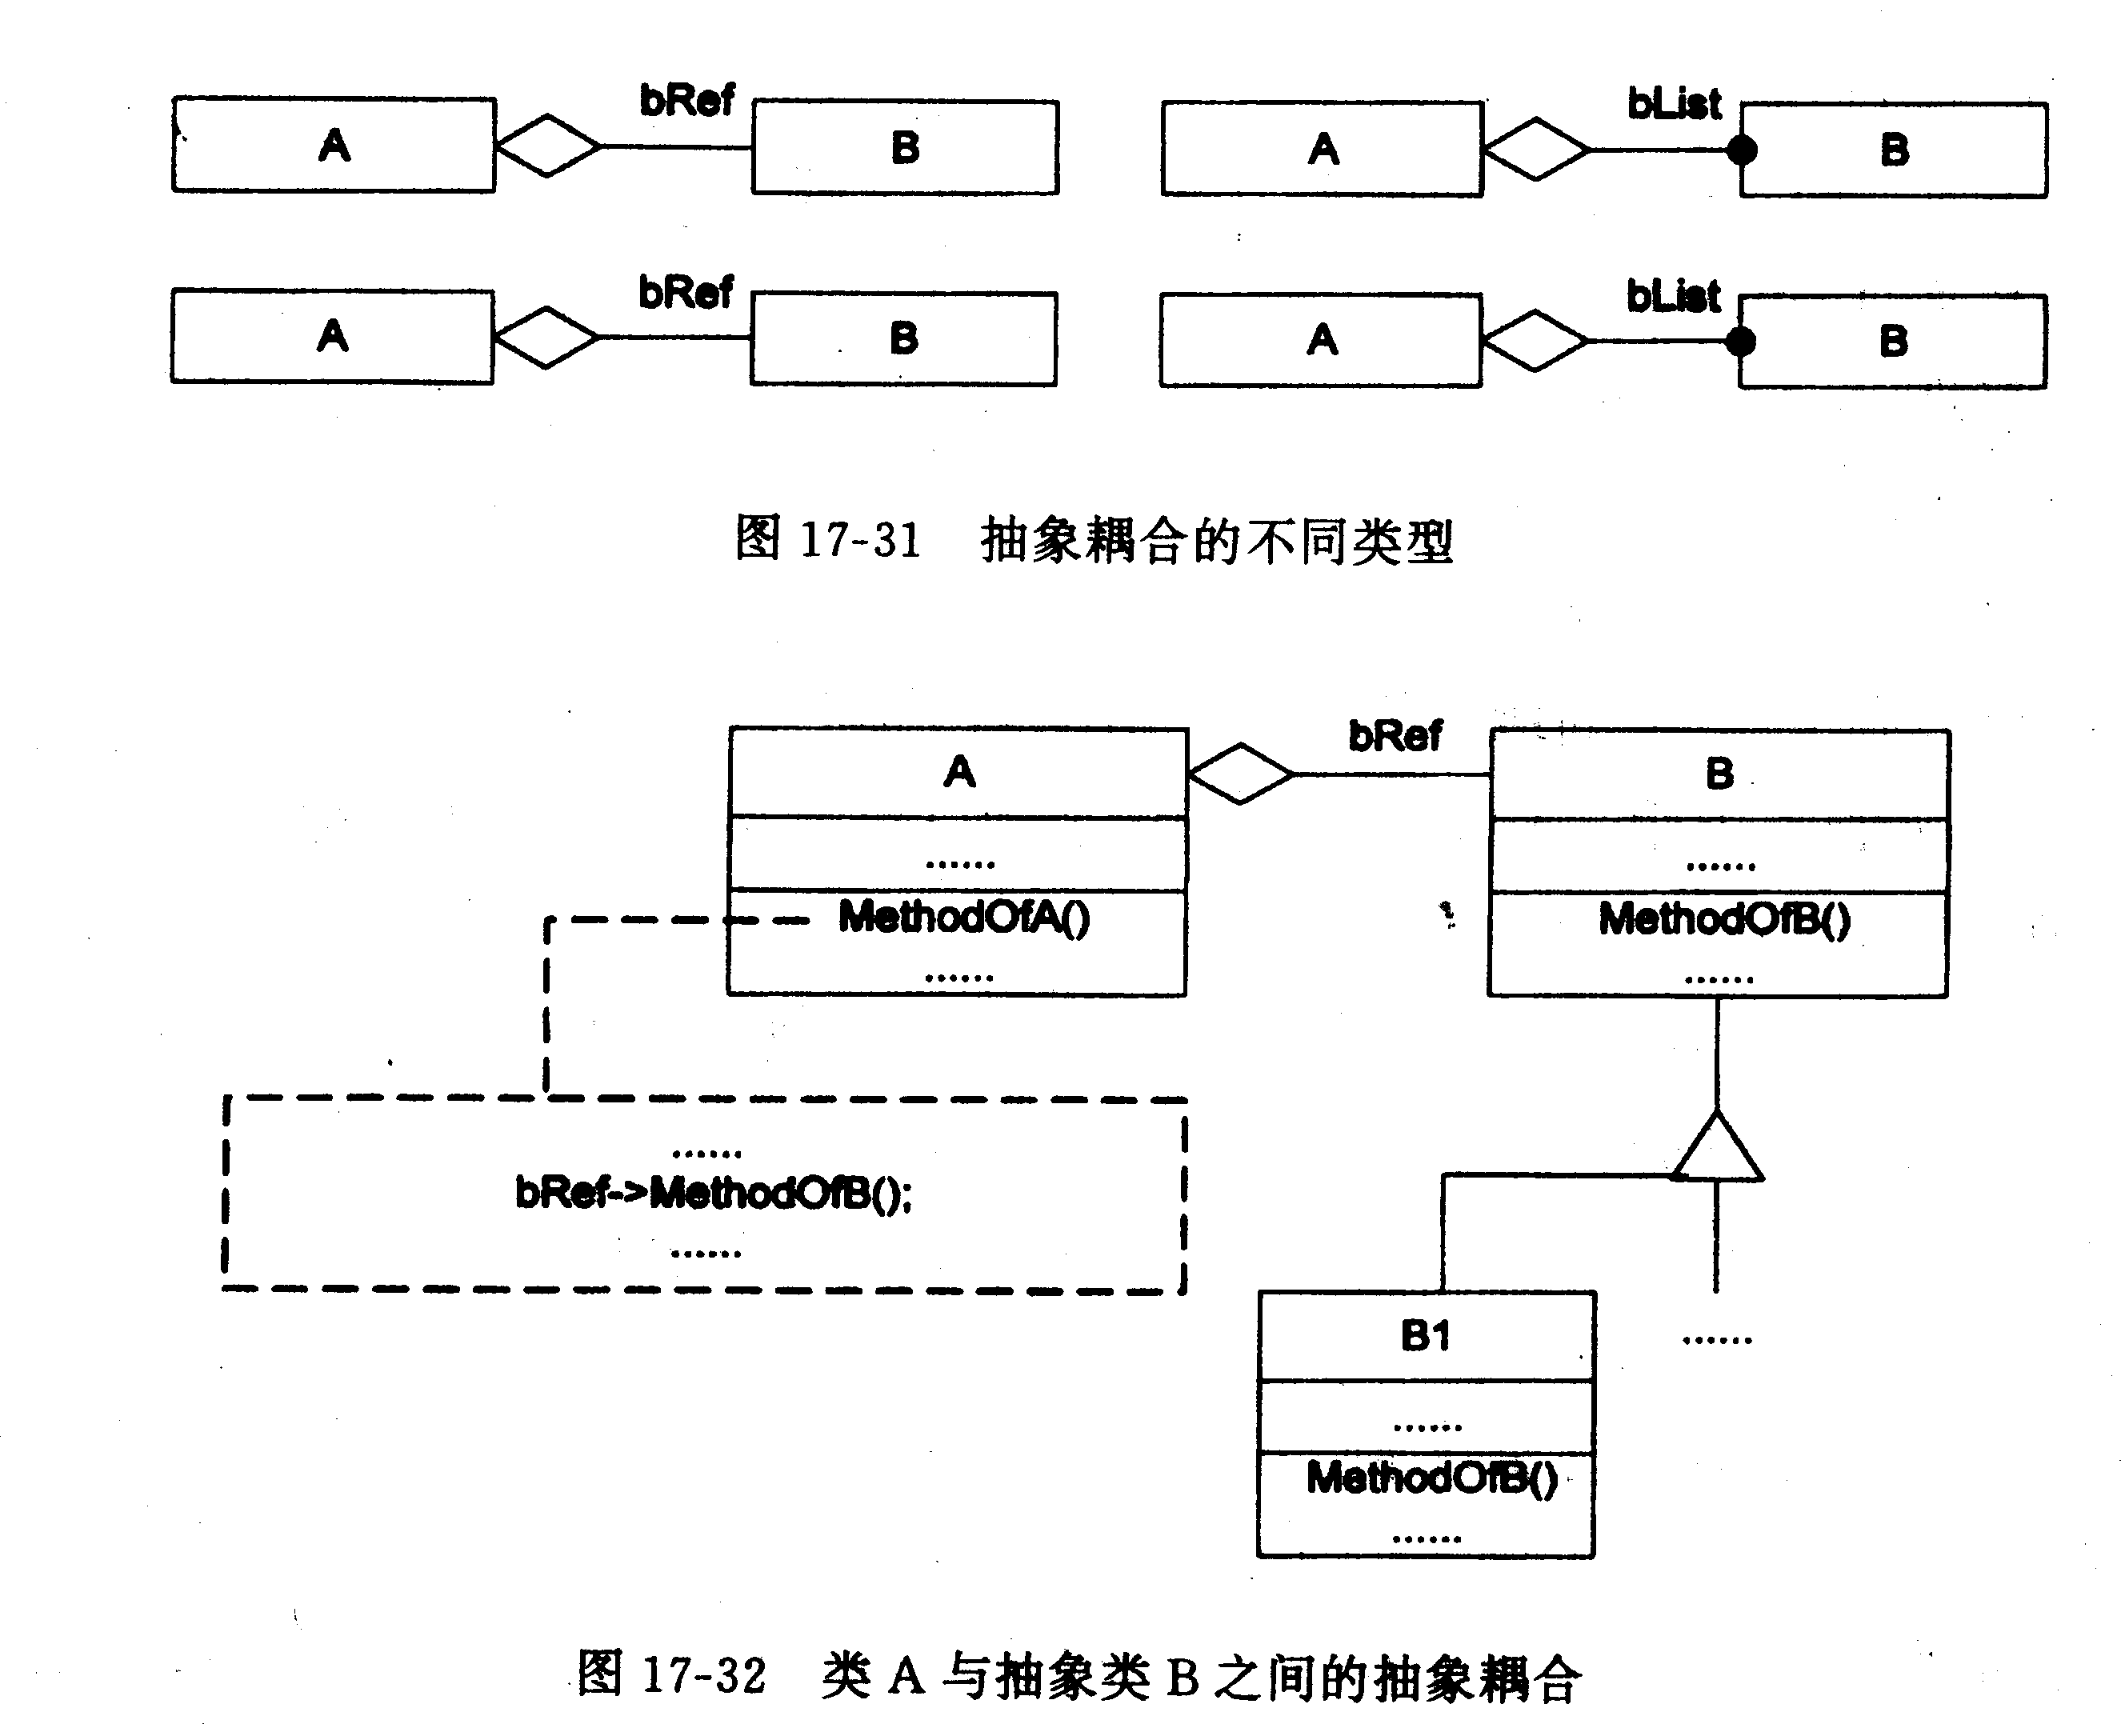 A bRef B A bList B
A bRef B A bList B
图 17-31 抽象耦合的不同类型
A bRef B
...... ......
MethodOfA() MethodOfB()
...... ......
......
bRef->MethodOfB();
......
B1 ......
......
MethodOfB()
......
图 17-32 类 A 与抽象类 B 之间的抽象耦合